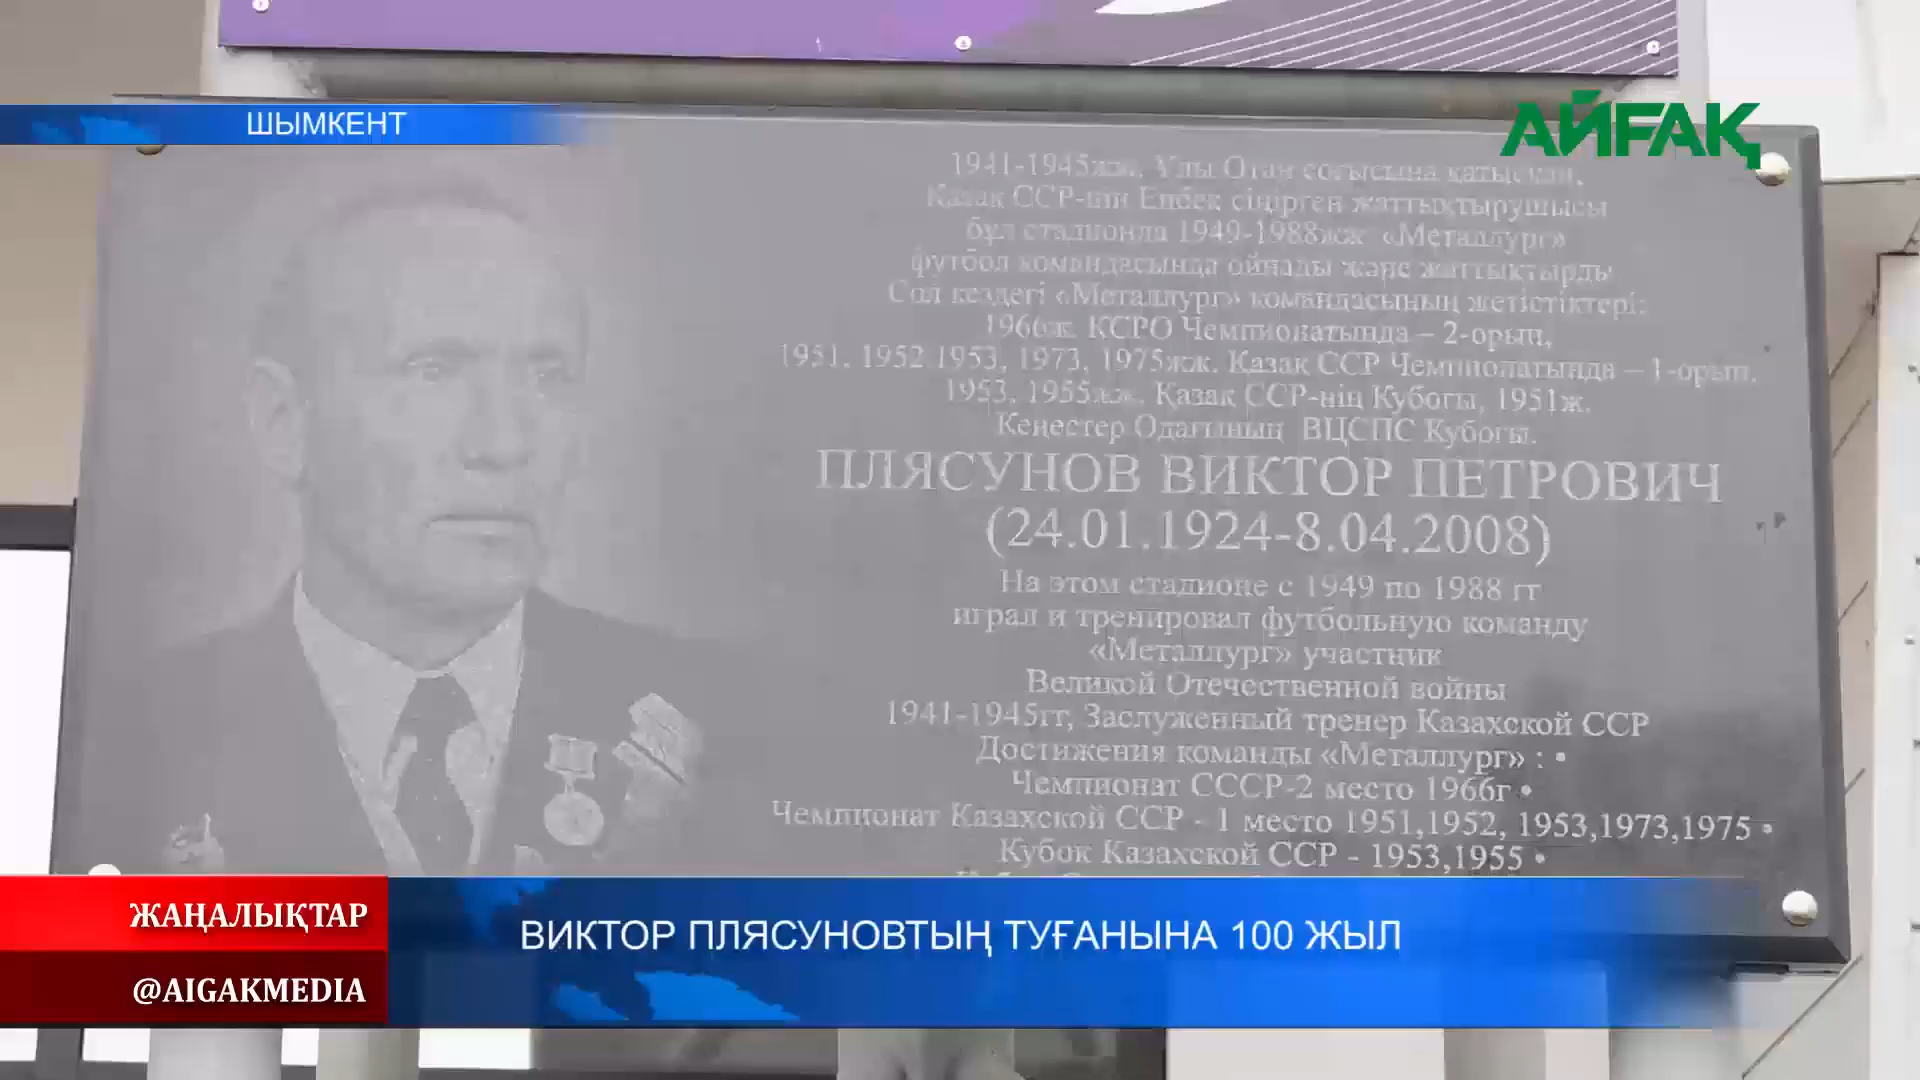 ШЫМКЕНТ
АЙҒАҚ
1941-1945жж. Ұлы Отан соғысына қатысқан,
Қазақ ССР-нің Еңбек сіңірген жаттықтырушысы
бұл стадионда 1949-1988жж «Металлург»
футбол командасында ойнады және жаттықтырды
Сол кездегі «Металлург» командасының жетістіктері:
1966ж. КСРО Чемпионатында – 2-орын,
1951, 1952,1953, 1973, 1975жж. Қазақ ССР Чемпионатында – 1-орын,
1953, 1955жж. Қазақ ССР-нің Кубогы, 1951ж.
Кеңестер Одағының ВЦСПС Кубогы.
ПЛЯСУНОВ ВИКТОР ПЕТРОВИЧ
(24.01.1924-8.04.2008)
На этом стадионе с 1949 по 1988 гг
играл и тренировал футбольную команду
«Металлург» участник
Великой Отечественной войны
1941-1945гг, Заслуженный тренер Казахской ССР
Достижения команды «Металлург» : •
Чемпионат СССР-2 место 1966г •
Чемпионат Казахской ССР - 1 место 1951,1952, 1953,1973,1975 •
Кубок Казахской ССР - 1953,1955 •
ЖАҢАЛЫҚТАР
ВИКТОР ПЛЯСУНОВТЫҢ ТУҒАНЫНА 100 ЖЫЛ
@AIGAKMEDIA